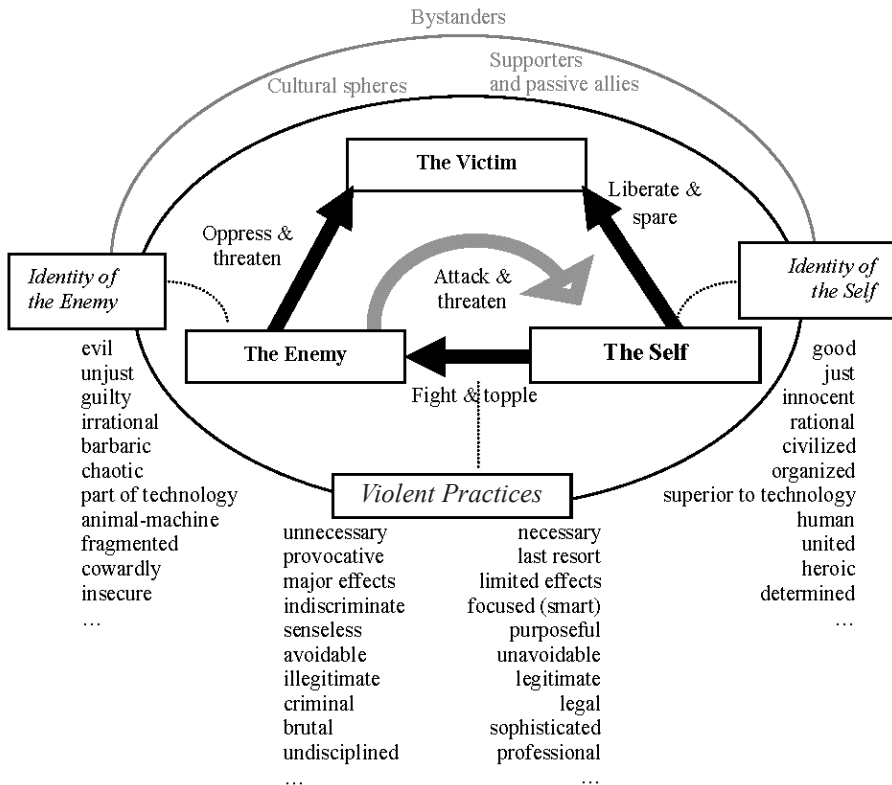 Bystanders
Cultural spheres
Supporters
and passive allies
The Victim
Oppress &
threaten
Liberate &
spare
Attack &
threaten
Identity of
the Enemy
Identity of
the Self
The Enemy
The Self
Fight & topple
evil
unjust
guilty
irrational
barbaric
chaotic
part of technology
animal-machine
fragmented
cowardly
insecure
…
good
just
innocent
rational
civilized
organized
superior to technology
human
united
heroic
determined
…
Violent Practices
unnecessary
provocative
major effects
indiscriminate
senseless
avoidable
illegitimate
criminal
brutal
undisciplined
…
necessary
last resort
limited effects
focused (smart)
purposeful
unavoidable
legitimate
legal
sophisticated
professional
…